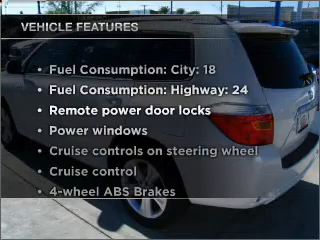 VEHICLE FEATURES
• Fuel Consumption: City: 18
• Fuel Consumption: Highway: 24
• Remote power door locks
• Power windows
• Cruise controls on steering wheel
• Cruise control
• 4-wheel ABS Brakes